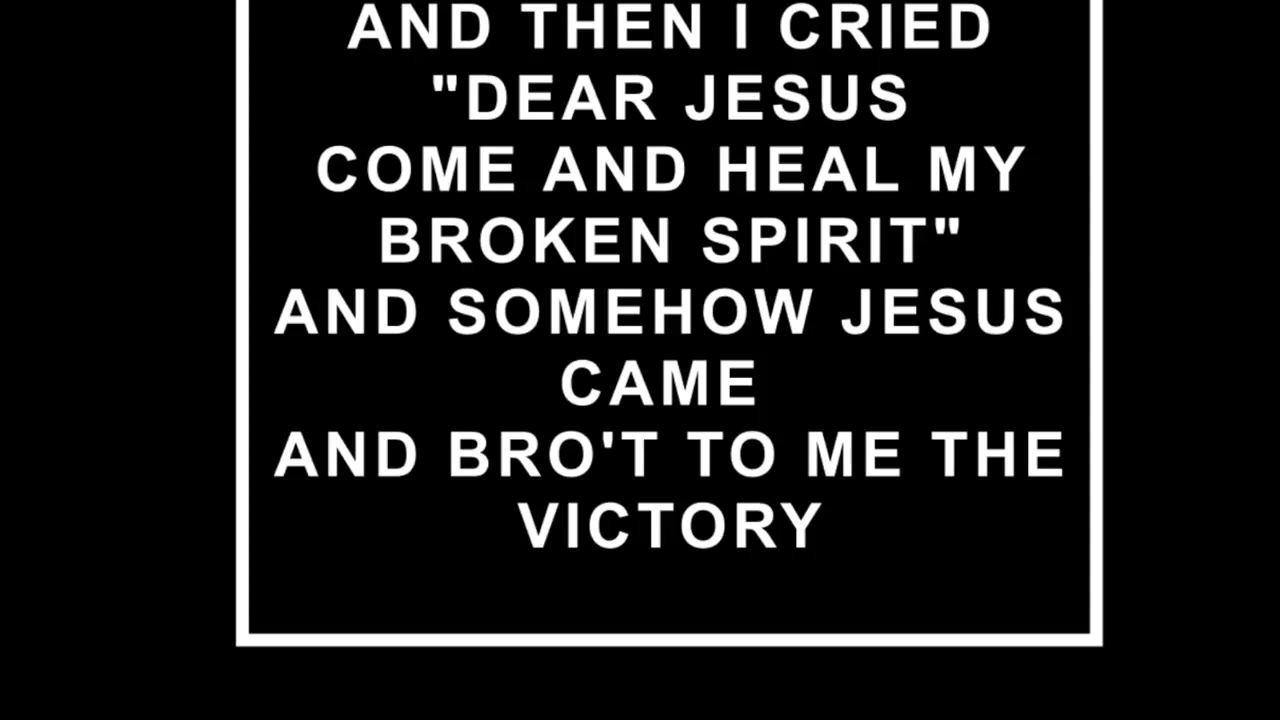 AND THEN I CRIED
"DEAR JESUS
COME AND HEAL MY
BROKEN SPIRIT"
AND SOMEHOW JESUS
CAME
AND BRO'T TO ME THE
VICTORY